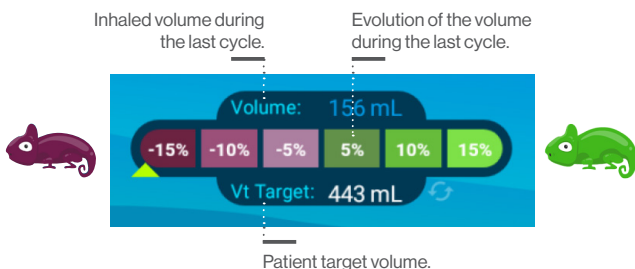 Inhaled volume during
the last cycle.
Evolution of the volume
during the last cycle.
Volume: 156 mL
-15% -10% -5% 5% 10% 15%
Vt Target: 443 mL
Patient target volume.